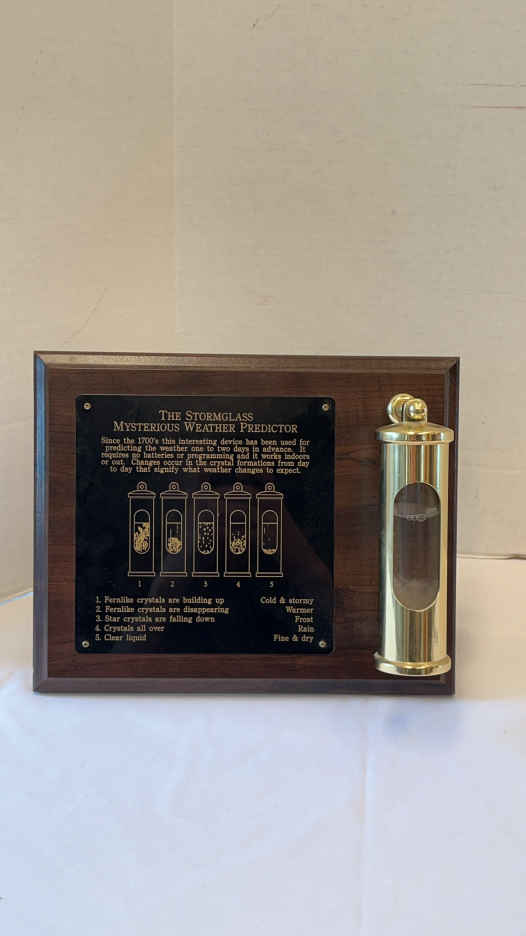 THE STORMGLASS
MYSTERIOUS WEATHER PREDICTOR
Since the 1700's this interesting device has been used for
predicting the weather one to two days in advance. It
requires no batteries or programming and it works indoors
or out. Changes occur in the crystal formations from day
to day that signify what weather changes to expect.
1 2 3 4 5
1. Fernlike crystals are building up Cold & stormy
2. Fernlike crystals are disappearing Warmer
3. Star crystals are falling down Frost
4. Crystals all over Rain
5. Clear liquid Fine & dry